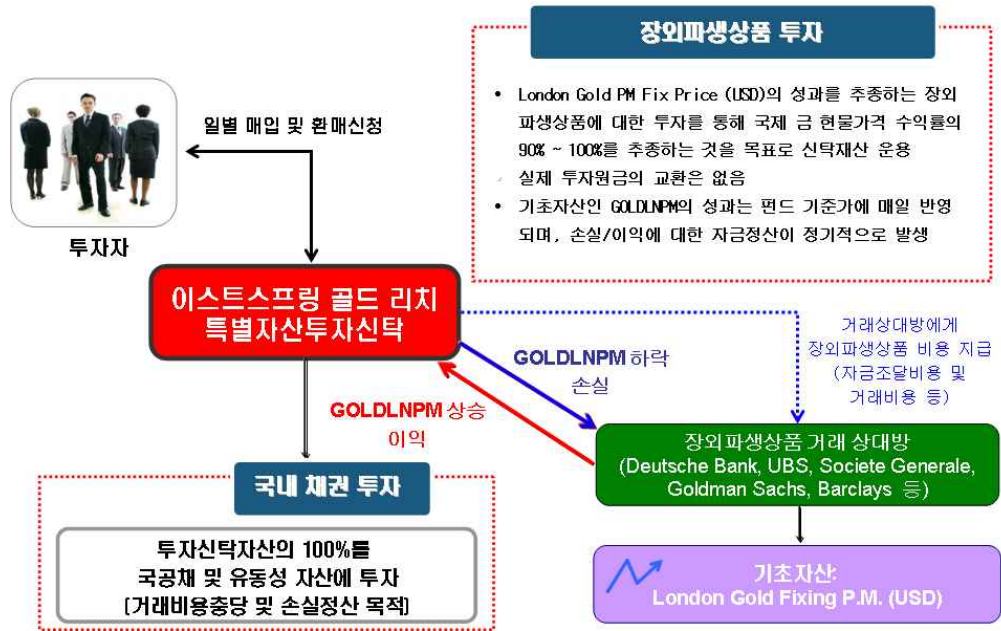 장외파생상품 투자
• London Gold PM Fix Price (USD)의 성과를 추종하는 장외
파생상품에 대한 투자를 통해 국제 금 현물가격 수익률의
90% ~ 100%를 추종하는 것을 목표로 신탁재산 운용
실제 투자원금의 교환은 없음
• 기초자산인 GOLDLNPM의 성과는 펀드 기준가에 매일 반영
되며, 손실/이익에 대한 자금정산이 정기적으로 발생
일별 매입 및 환매신청
투자자
이스트스프링 골드 리치
특별자산투자신탁
거래상대방에게
장외파생상품 비용 지급
(자금조달비용 및
거래비용 등)
GOLDLNPM 하락
손실
GOLDLNPM 상승
이익
장외파생상품 거래 상대방
(Deutsche Bank, UBS, Societe Generale,
Goldman Sachs, Barclays 등)
국내 채권 투자
투자신탁자산의 100%를
국공채 및 유동성 자산에 투자
(거래비용충당 및 손실정산 목적)
기초자산:
London Gold Fixing P.M. (USD)